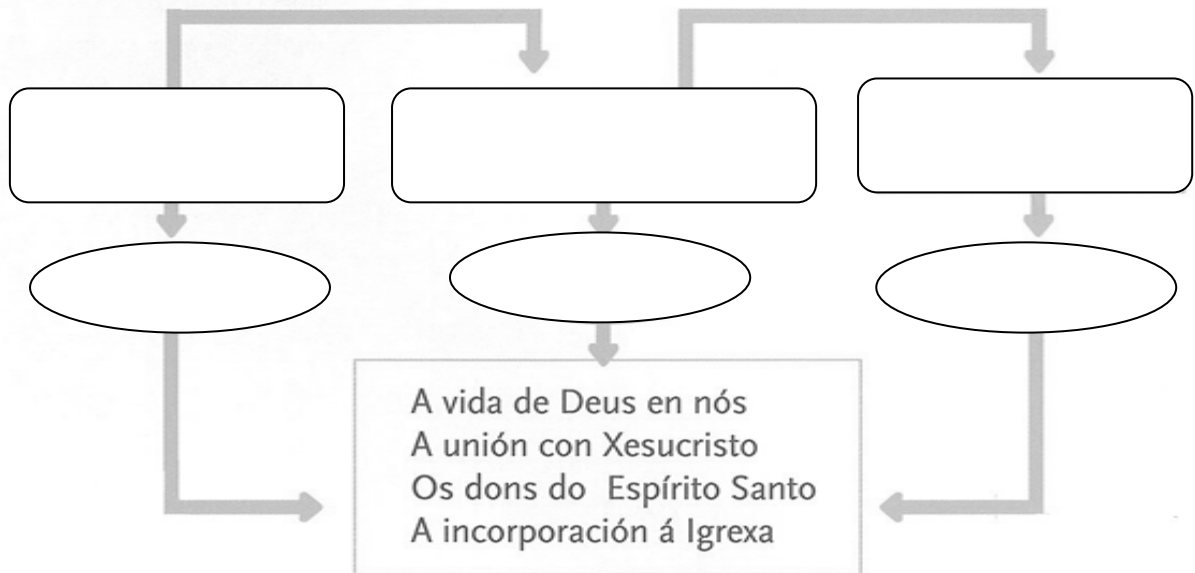 A vida de Deus en nós
A unión con Xesucristo
Os dons do Espírito Santo
A incorporación á Igrexa